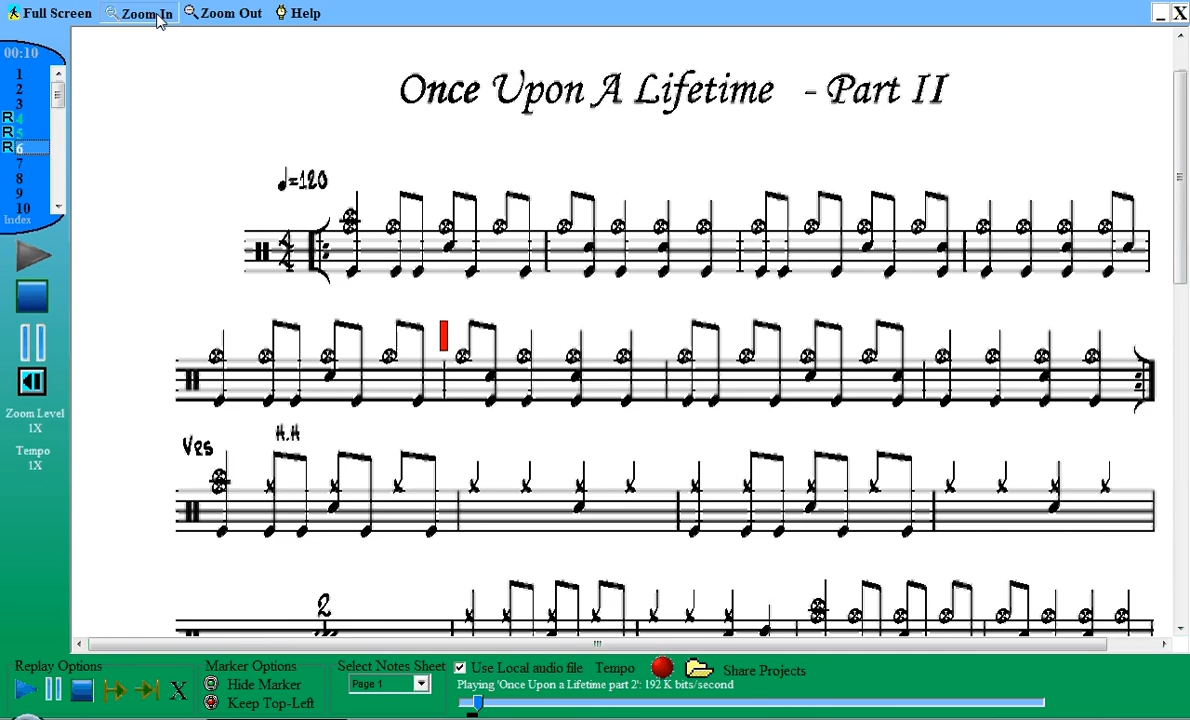 Full Screen Zoom In Zoom Out Help _ X
00:10
1
2
3
R 4
R 5
R 6
7
8
9
10
Index
Zoom Level
1X
Tempo
1X
Once Upon A Lifetime - Part II
♩=120
4/4
Ves H.H
2
Replay Options
X
Marker Options
Hide Marker
Keep Top-Left
Select Notes Sheet
Page 1
Use Local audio file Tempo Share Projects
Playing 'Once Upon a Lifetime part 2': 192 K bits/second